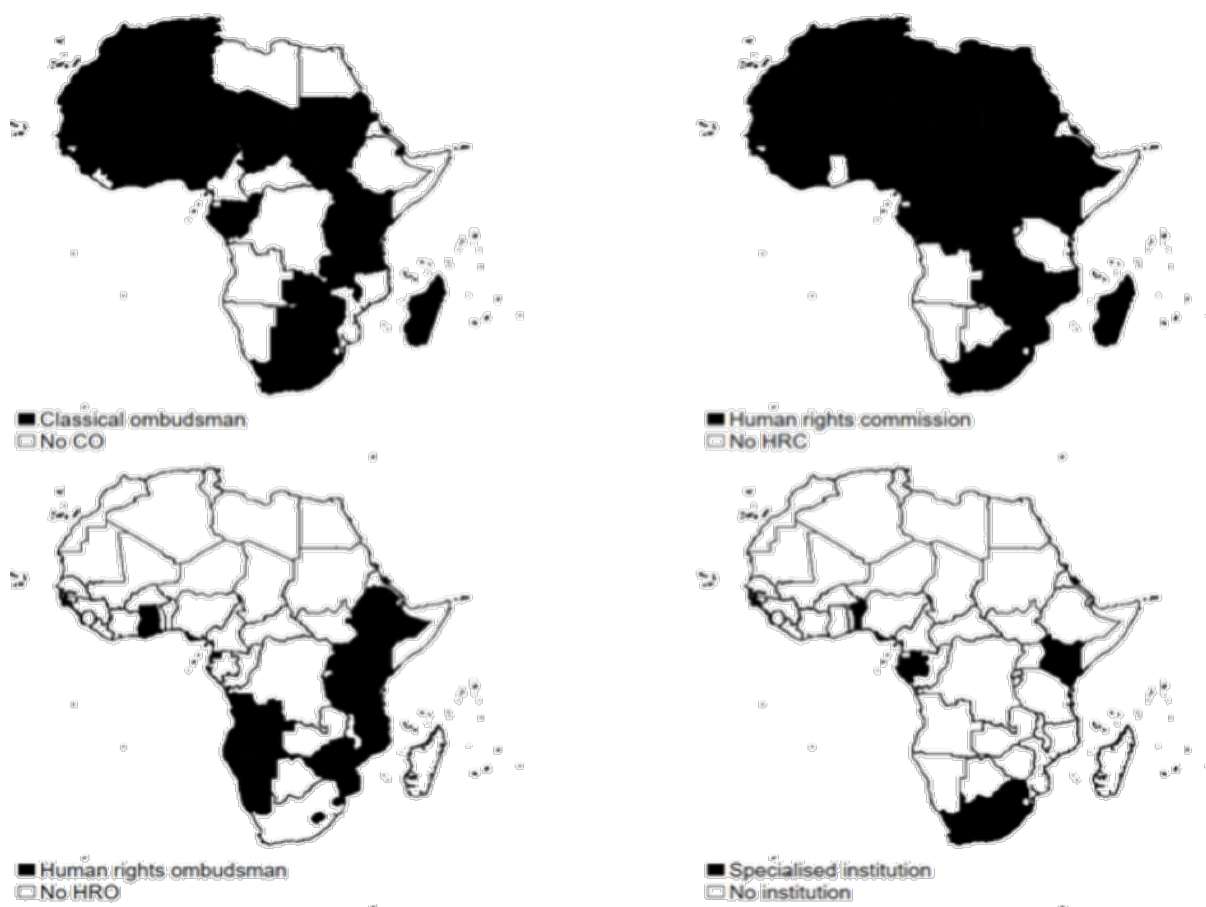 Classical ombudsman
No CO
Human rights commission
No HRC
Human rights ombudsman
No HRO
Specialised institution
No institution